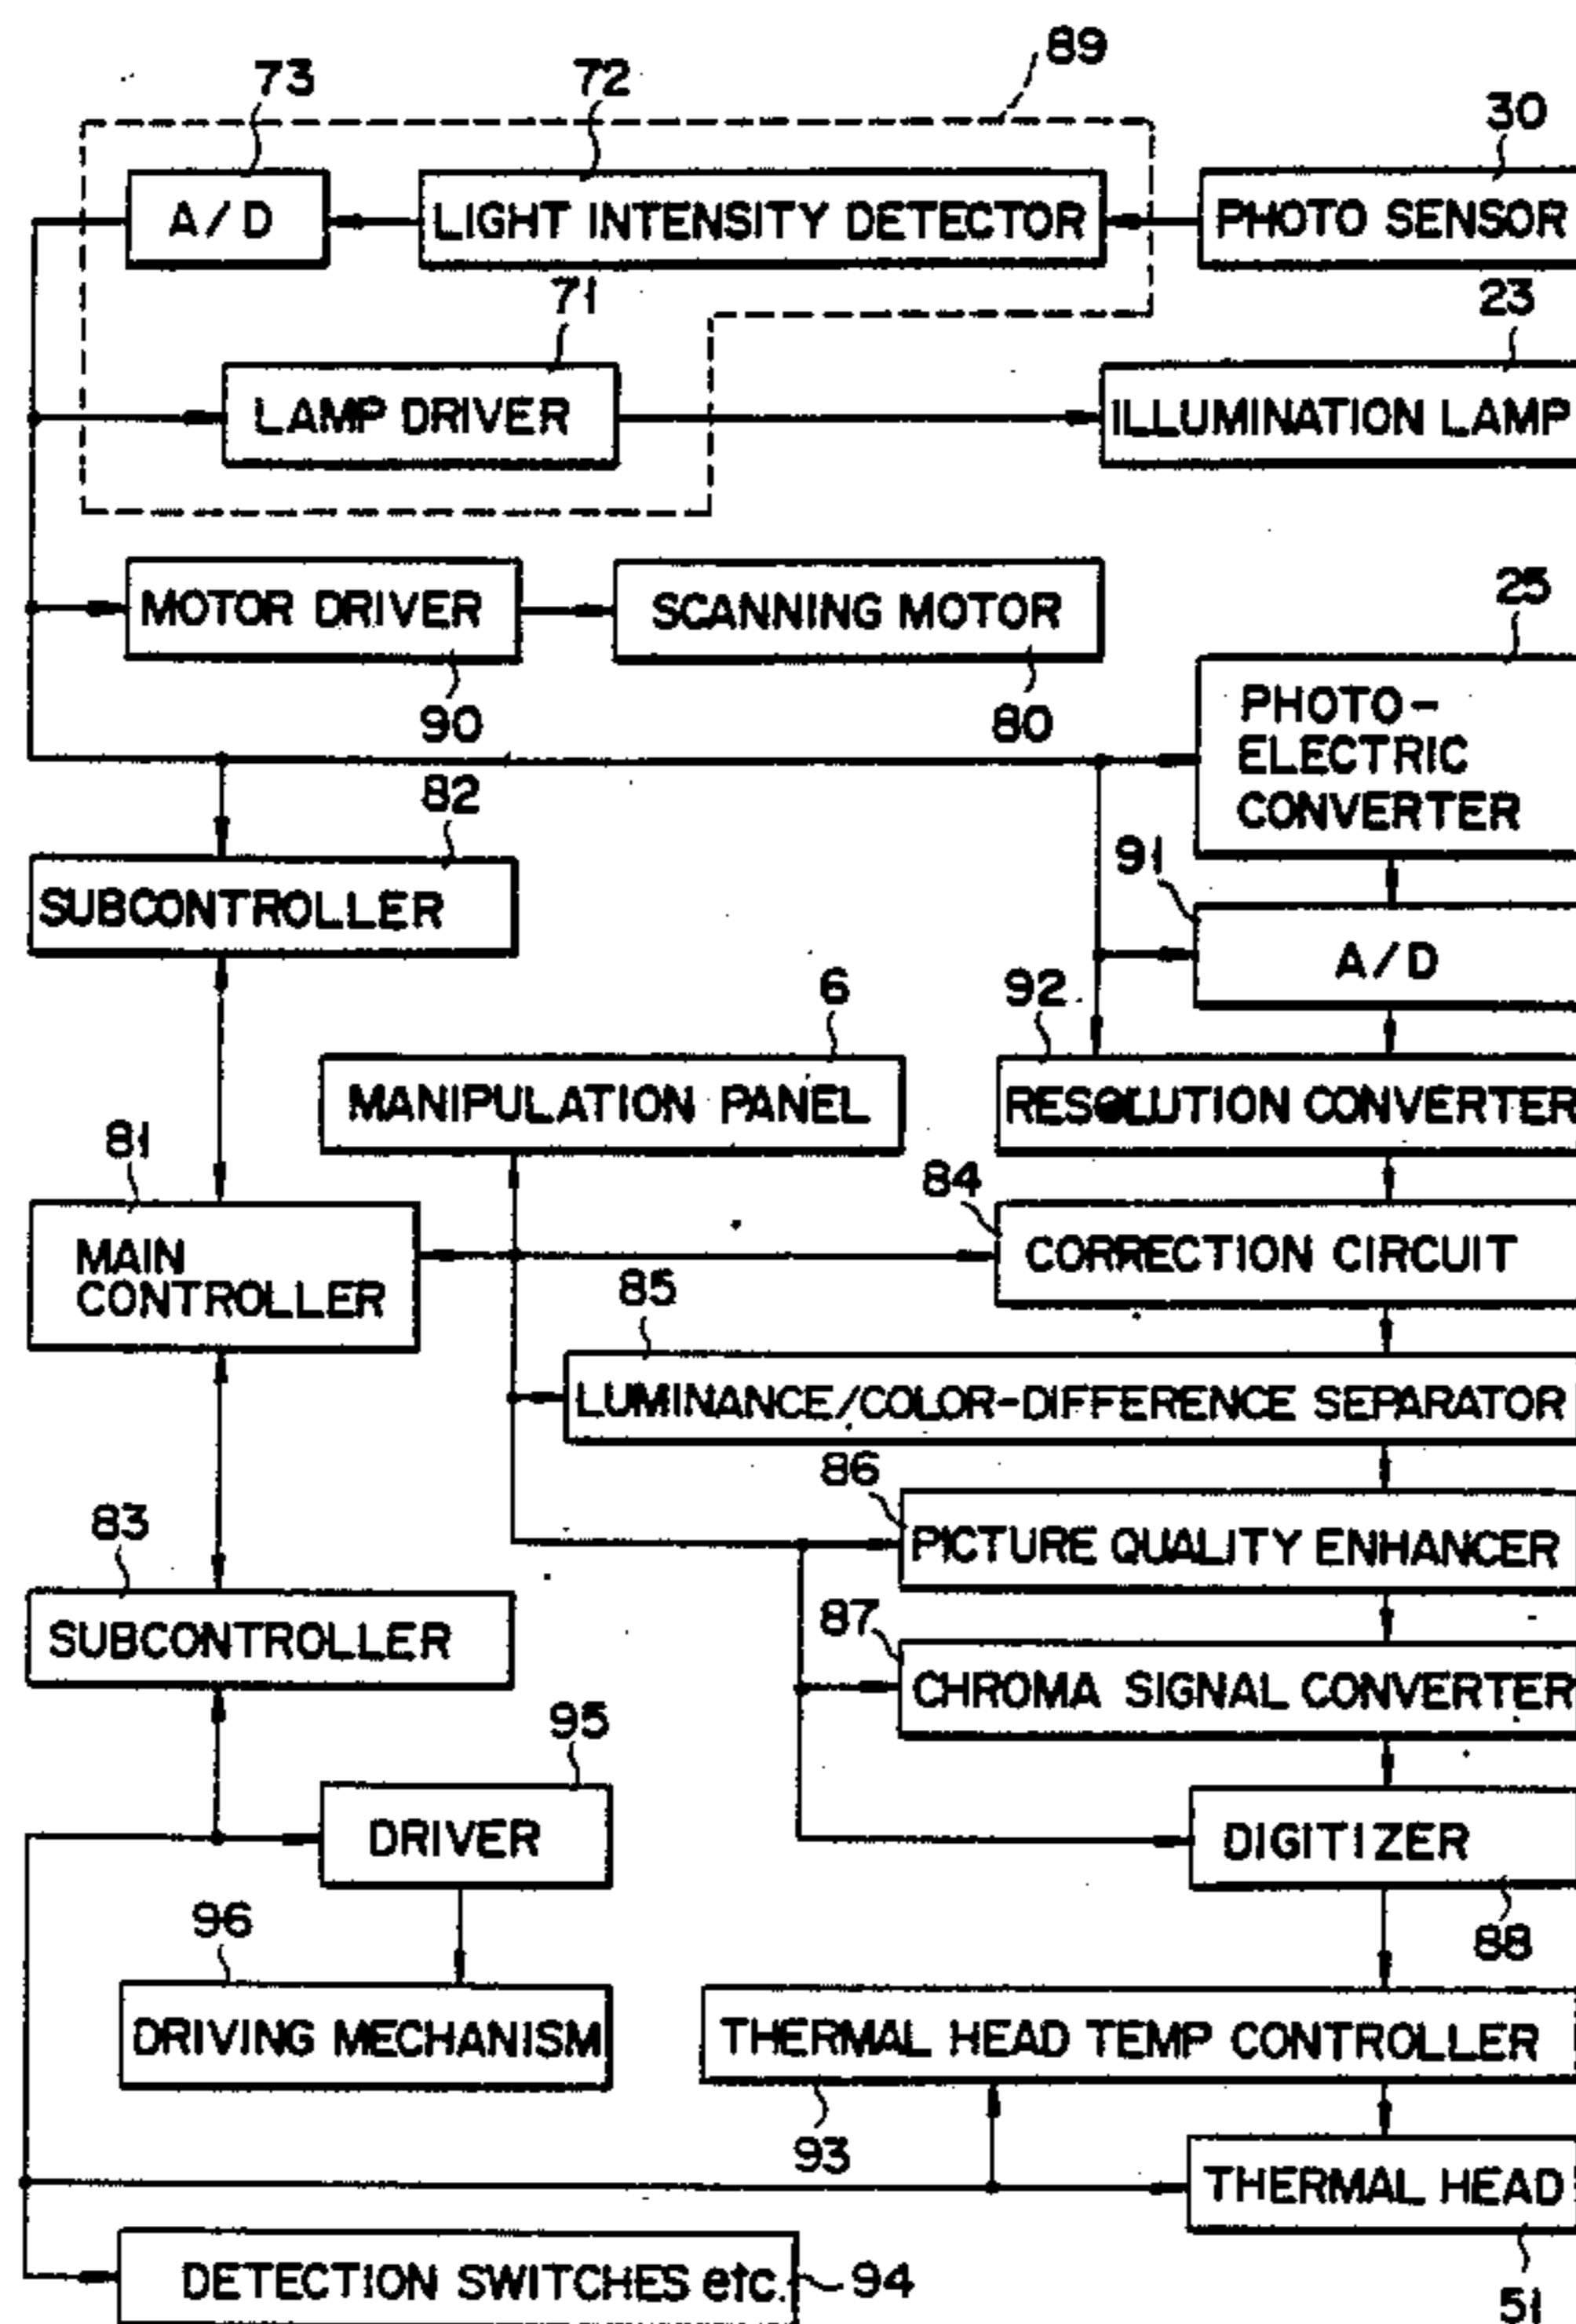 89
73
72
30
A/D
LIGHT INTENSITY DETECTOR
PHOTO SENSOR
71
23
LAMP DRIVER
ILLUMINATION LAMP
MOTOR DRIVER
SCANNING MOTOR
25
90
80
PHOTO-
ELECTRIC
CONVERTER
82
91
SUBCONTROLLER
A/D
6
92
MANIPULATION PANEL
RESOLUTION CONVERTER
81
84
MAIN
CONTROLLER
CORRECTION CIRCUIT
85
LUMINANCE/COLOR-DIFFERENCE SEPARATOR
86
83
PICTURE QUALITY ENHANCER
87
SUBCONTROLLER
CHROMA SIGNAL CONVERTER
95
DRIVER
DIGITIZER
96
88
DRIVING MECHANISM
THERMAL HEAD TEMP CONTROLLER
93
THERMAL HEAD
DETECTION SWITCHES etc.
94
51